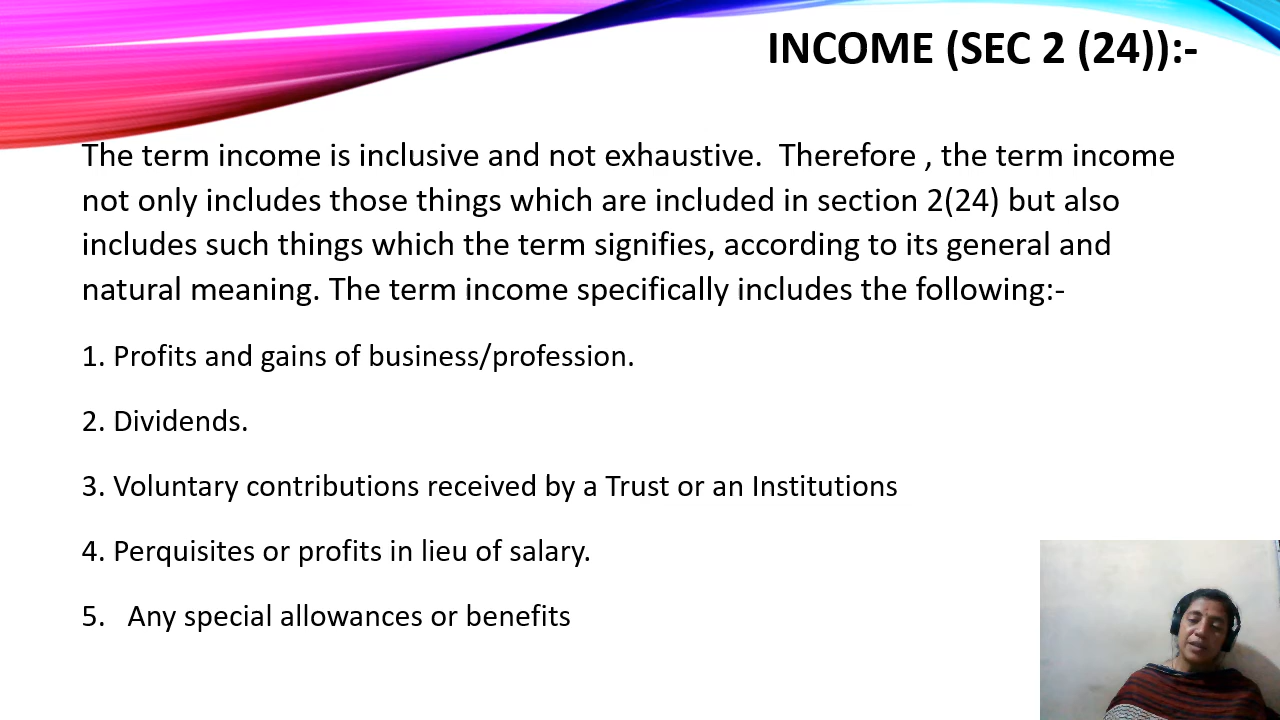 INCOME (SEC 2 (24)):-
The term income is inclusive and not exhaustive.  Therefore , the term income
not only includes those things which are included in section 2(24) but also
includes such things which the term signifies, according to its general and
natural meaning. The term income specifically includes the following:-
1. Profits and gains of business/profession.
2. Dividends.
3. Voluntary contributions received by a Trust or an Institutions
4. Perquisites or profits in lieu of salary.
5.   Any special allowances or benefits